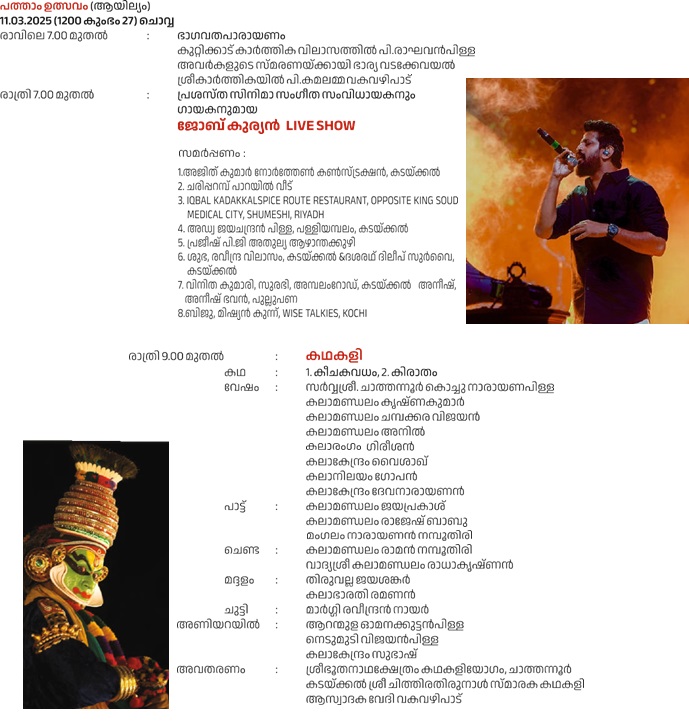 പത്താം ഉത്സവം (ആയില്യം)
11.03.2025 (1200 കുംഭം 27) ചൊവ്വ
രാവിലെ 7.00 മുതൽ : ഭാഗവതപാരായണം
കുറ്റിക്കാട് കാർത്തിക വിലാസത്തിൽ പി.രാഘവൻപിള്ള
അവർകളുടെ സ്മരണയ്ക്കായി ഭാര്യ വടക്കേവയൽ
ശ്രീകാർത്തികയിൽ പി.കമലമ്മ വകവഴിപാട്
രാത്രി 7.00 മുതൽ : പ്രശസ്ത സിനിമാ സംഗീത സംവിധായകനും
ഗായകനുമായ
ജോബ് കുര്യൻ LIVE SHOW
സമർപ്പണം :
1.അജിത് കുമാർ നോർത്തേൺ കൺസ്ട്രക്ഷൻ, കടയ്ക്കൽ
2. ചരിപ്പറമ്പ് പാറയിൽ വീട്
3. IQBAL KADAKKALSPICE ROUTE RESTAURANT, OPPOSITE KING SOUD
MEDICAL CITY, SHUMESHI, RIYADH
4. അഡ്വ ജയചന്ദ്രൻ പിള്ള, പള്ളിയമ്പലം, കടയ്ക്കൽ
5. പ്രജീഷ് പി.ജി അതുല്യ ആഴാന്തക്കുഴി
6. ശുഭ, രവീന്ദ്ര വിലാസം, കടയ്ക്കൽ &ദശരഥ് ദിലീപ് സുർവൈ,
കടയ്ക്കൽ
7. വിനിത കുമാരി, സുരഭി, അമ്പലംറോഡ്, കടയ്ക്കൽ അനീഷ്,
അനീഷ് ഭവൻ, പുല്ലുപണ
8.ബിജു, മിഷ്യൻ കുന്ന്, WISE TALKIES, KOCHI
രാത്രി 9.00 മുതൽ : കഥകളി
കഥ : 1. കീചകവധം, 2. കിരാതം
വേഷം : സർവ്വശ്രീ. ചാത്തന്നൂർ കൊച്ചു നാരായണപിള്ള
കലാമണ്ഡലം കൃഷ്ണകുമാർ
കലാമണ്ഡലം ചമ്പക്കര വിജയൻ
കലാമണ്ഡലം അനിൽ
കലാരംഗം ഗിരീശൻ
കലാകേന്ദ്രം വൈശാഖ്
കലാനിലയം ഗോപൻ
കലാകേന്ദ്രം ദേവനാരായണൻ
പാട്ട് : കലാമണ്ഡലം ജയപ്രകാശ്
കലാമണ്ഡലം രാജേഷ് ബാബു
മംഗലം നാരായണൻ നമ്പൂതിരി
ചെണ്ട : കലാമണ്ഡലം രാമൻ നമ്പൂതിരി
വാദ്യശ്രീ കലാമണ്ഡലം രാധാകൃഷ്ണൻ
മദ്ദളം : തിരുവല്ല ജയശങ്കർ
കലാഭാരതി രമണൻ
ചുട്ടി : മാർഗ്ഗി രവീന്ദ്രൻ നായർ
അണിയറയിൽ : ആറന്മുള ഓമനക്കുട്ടൻപിള്ള
നെടുമുടി വിജയൻപിള്ള
കലാകേന്ദ്രം സുഭാഷ്
അവതരണം : ശ്രീഭൂതനാഥക്ഷേത്രം കഥകളിയോഗം, ചാത്തന്നൂർ
കടയ്ക്കൽ ശ്രീ ചിത്തിരതിരുനാൾ സ്മാരക കഥകളി
ആസ്വാദക വേദി വകവഴിപാട്